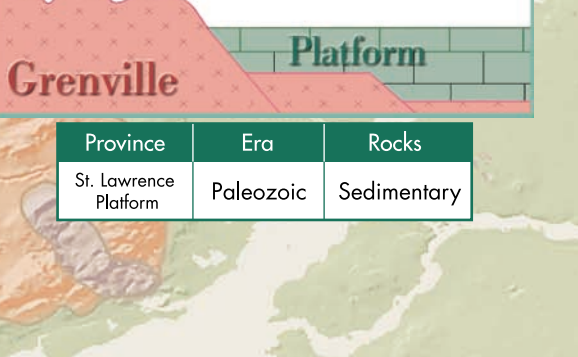 Platform
Grenville
Province Era Rocks
St. Lawrence
Platform Paleozoic Sedimentary